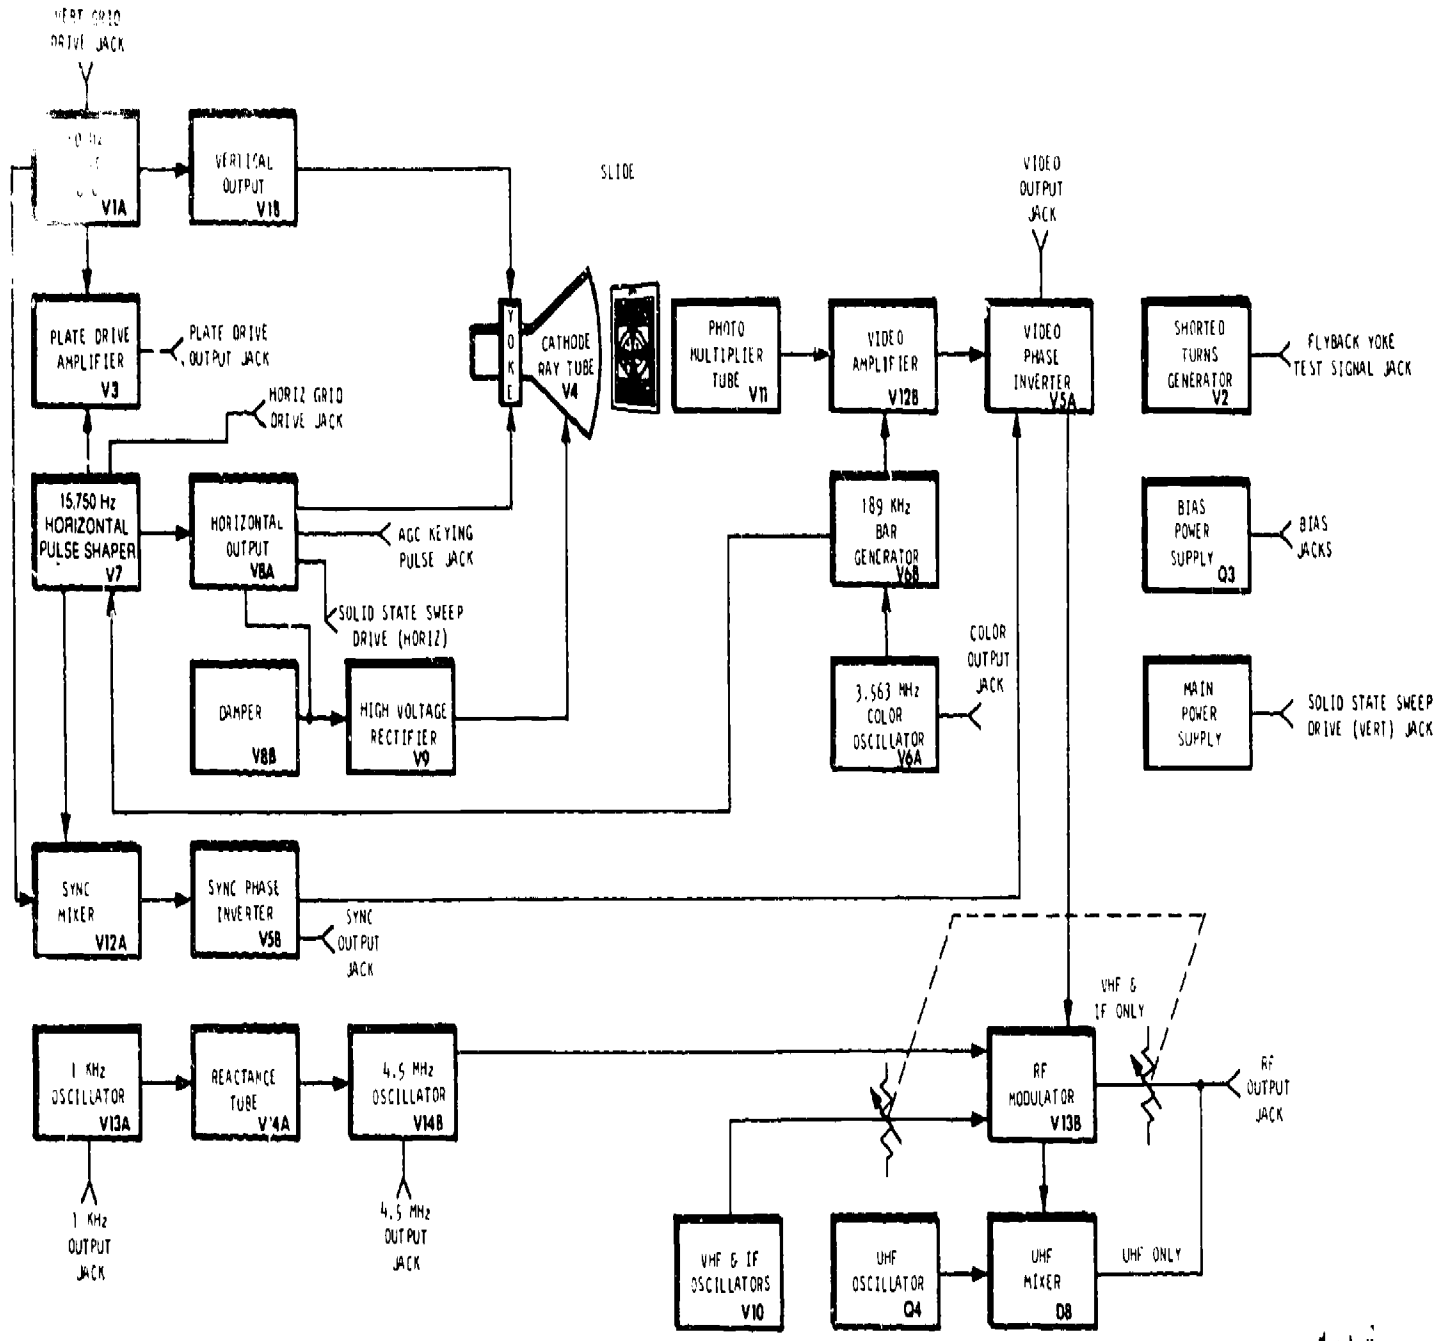 VERT GRID
DRIVE JACK
V1A
VERTICAL
OUTPUT
V1B
SLIDE
VIDEO
OUTPUT
JACK
PLATE DRIVE
AMPLIFIER
V3
PLATE DRIVE
OUTPUT JACK
HORIZ GRID
DRIVE JACK
YOKE
CATHODE
RAY TUBE
V4
PHOTO
MULTIPLIER
TUBE
V11
VIDEO
AMPLIFIER
V12B
VIDEO
PHASE
INVERTER
V5A
SHORTED
TURNS
GENERATOR
V2
FLYBACK YOKE
TEST SIGNAL JACK
15,750 Hz
HORIZONTAL
PULSE SHAPER
V7
HORIZONTAL
OUTPUT
V8A
AGC KEYING
PULSE JACK
SOLID STATE SWEEP
DRIVE (HORIZ)
189 KHz
BAR
GENERATOR
V6B
BIAS
POWER
SUPPLY
Q3
BIAS
JACKS
DAMPER
V8B
HIGH VOLTAGE
RECTIFIER
V9
3.563 MHz
COLOR
OSCILLATOR
V6A
COLOR
OUTPUT
JACK
MAIN
POWER
SUPPLY
SOLID STATE SWEEP
DRIVE (VERT) JACK
SYNC
MIXER
V12A
SYNC PHASE
INVERTER
V5B
SYNC
OUTPUT
JACK
1 KHz
OSCILLATOR
V13A
REACTANCE
TUBE
V14A
4.5 MHz
OSCILLATOR
V14B
VHF &
IF ONLY
RF
MODULATOR
V13B
RF
OUTPUT
JACK
1 KHz
OUTPUT
JACK
4.5 MHz
OUTPUT
JACK
VHF & IF
OSCILLATORS
V10
UHF
OSCILLATOR
Q4
UHF
MIXER
D8
UHF ONLY